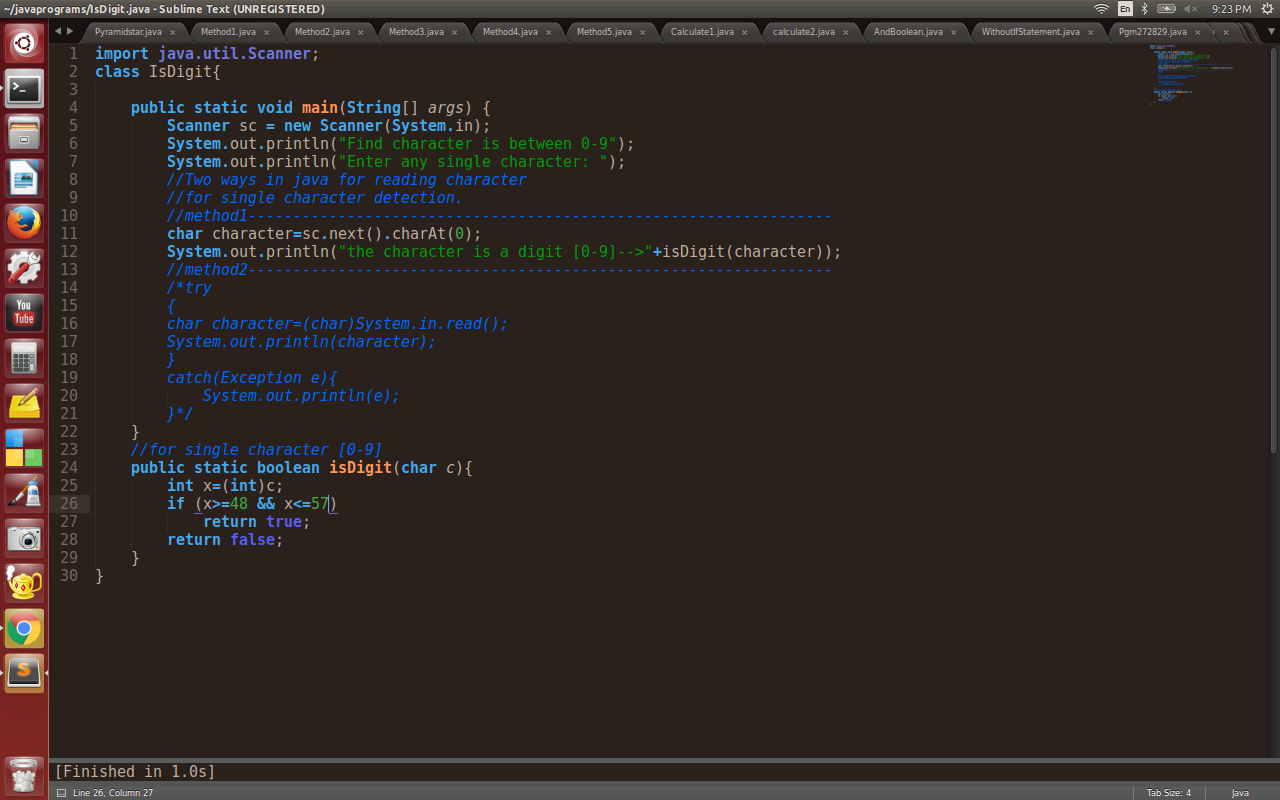 ~/javaprograms/IsDigit.java - Sublime Text (UNREGISTERED)
En
9:23 PM
Pyramidstar.java × Method1.java × Method2.java × Method3.java × Method4.java × Method5.java × Calculate1.java × calculate2.java × AndBoolean.java × WithoutIfStatement.java × Pgm272829.java ×
1 import java.util.Scanner;
2 class IsDigit{
3
4     public static void main(String[] args) {
5         Scanner sc = new Scanner(System.in);
6         System.out.println("Find character is between 0-9");
7         System.out.println("Enter any single character: ");
8         //Two ways in java for reading character
9         //for single character detection.
10         //method1-----------------------------------------------------------------
11         char character=sc.next().charAt(0);
12         System.out.println("the character is a digit [0-9]-->"+isDigit(character));
13         //method2-----------------------------------------------------------------
14         /*try
15         {
16         char character=(char)System.in.read();
17         System.out.println(character);
18         }
19         catch(Exception e){
20             System.out.println(e);
21         }*/
22     }
23     //for single character [0-9]
24     public static boolean isDigit(char c){
25         int x=(int)c;
26         if (x>=48 && x<=57)
27             return true;
28         return false;
29     }
30 }
You
Tube
[Finished in 1.0s]
Line 26, Column 27
Tab Size: 4
Java